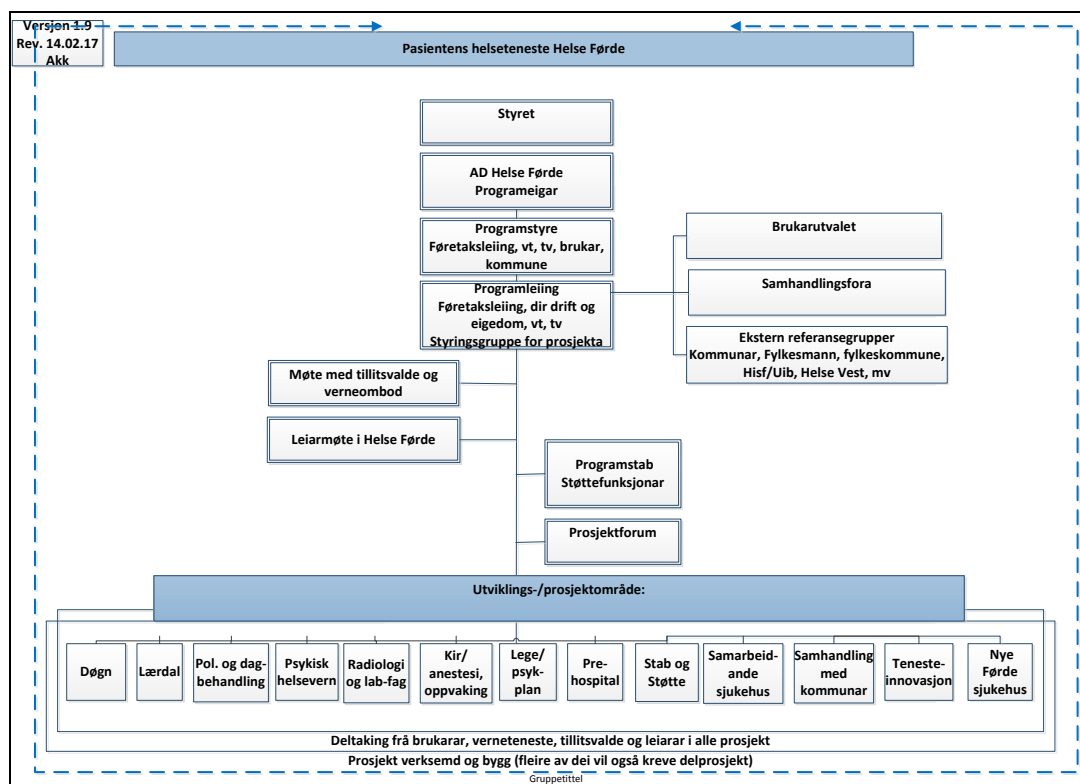 Versjon 1.9
Rev. 14.02.17
Akk
Pasientens helseteneste Helse Førde
Styret
AD Helse Førde
Programeigar
Programstyre
Føretaksleiing, vt, tv, brukar,
kommune
Programleiing
Føretaksleiing, dir drift og
eigedom, vt, tv
Styringsgruppe for prosjekta
Brukarutvalet
Samhandlingsfora
Ekstern referansegrupper
Kommunar, Fylkesmann, fylkeskommune,
Hisf/Uib, Helse Vest, mv
Møte med tillitsvalde og
verneombod
Leiarmøte i Helse Førde
Programstab
Støttefunksjonar
Prosjektforum
Utviklings-/prosjektområde:
Døgn
Lærdal
Pol. og dag-
behandling
Psykisk
helsevern
Radiologi
og lab-fag
Kir/
anestesi,
oppvaking
Lege/
psyk-
plan
Pre-
hospital
Stab og
Støtte
Samarbeid-
ande
sjukehus
Samhandling
med
kommunar
Teneste-
innovasjon
Nye
Førde
sjukehus
Deltaking frå brukarar, verneteneste, tillitsvalde og leiarar i alle prosjekt
Prosjekt verksemd og bygg (fleire av dei vil også kreve delprosjekt)
Gruppetittel